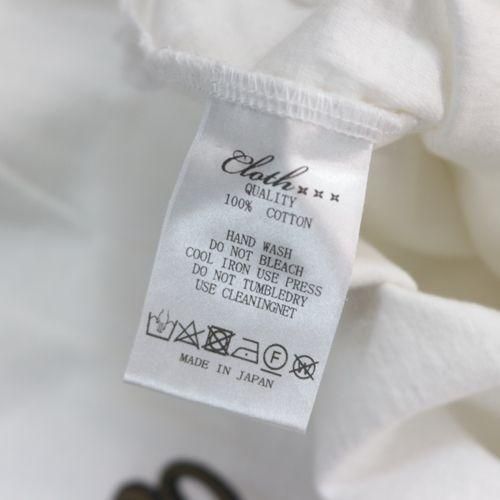 Cloth
QUALITY
100% COTTON
HAND WASH
DO NOT BLEACH
COOL IRON USE PRESS
DO NOT TUMBLEDRY
USE CLEANINGNET
MADE IN JAPAN